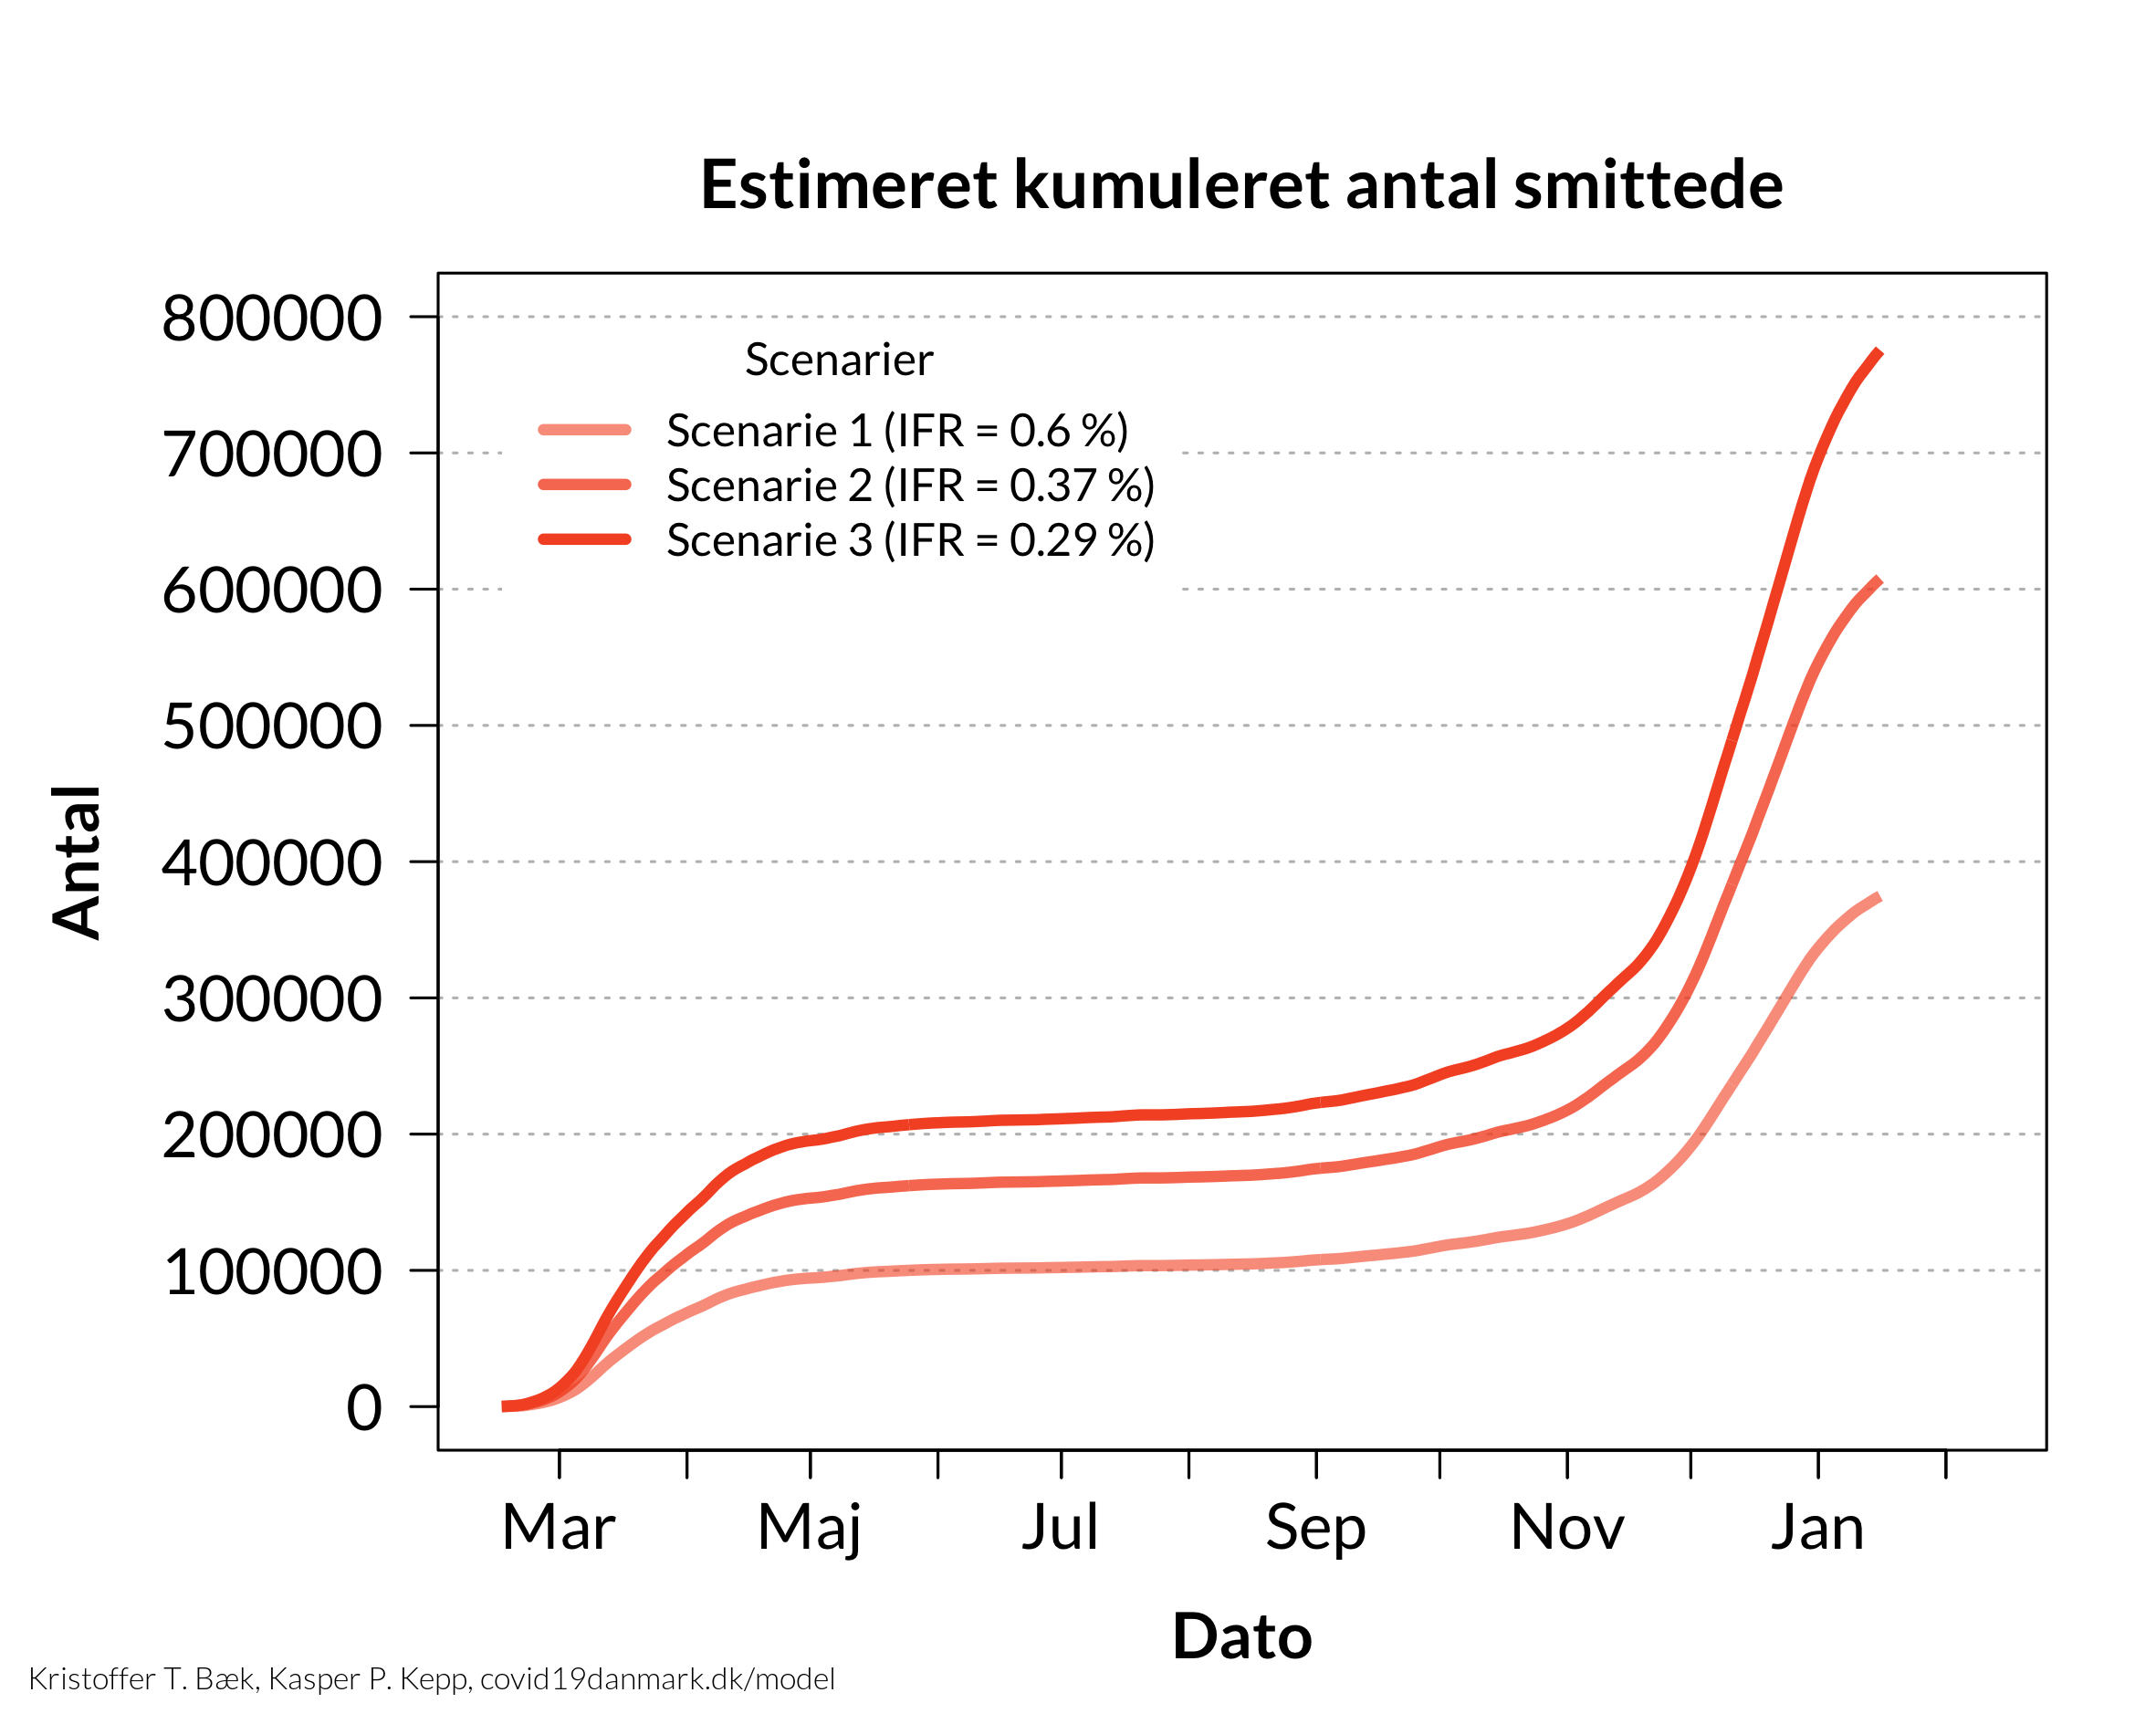 Estimeret kumuleret antal smittede
Scenarier
Scenarie 1 (IFR = 0.6 %)
Scenarie 2 (IFR = 0.37 %)
Scenarie 3 (IFR = 0.29 %)
800000
700000
600000
500000
400000
300000
200000
100000
0
Antal
Mar Maj Jul Sep Nov Jan
Dato
Kristoffer T. Bæk, Kasper P. Kepp, covid19danmark.dk/model